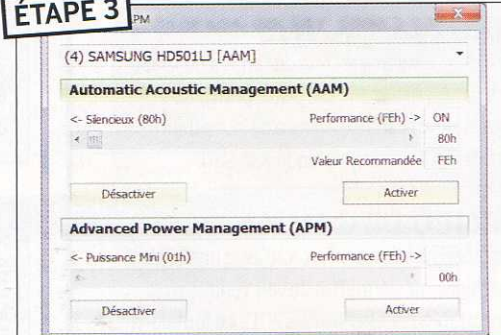 ÉTAPE 3
APM
(4) SAMSUNG HD501LJ [AAM]
Automatic Acoustic Management (AAM)
<- Silencieux (80h) Performance (FEh) -> ON
80h
Valeur Recommandée FEh
Désactiver Activer
Advanced Power Management (APM)
<- Puissance Mini (01h) Performance (FEh) ->
00h
Désactiver Activer